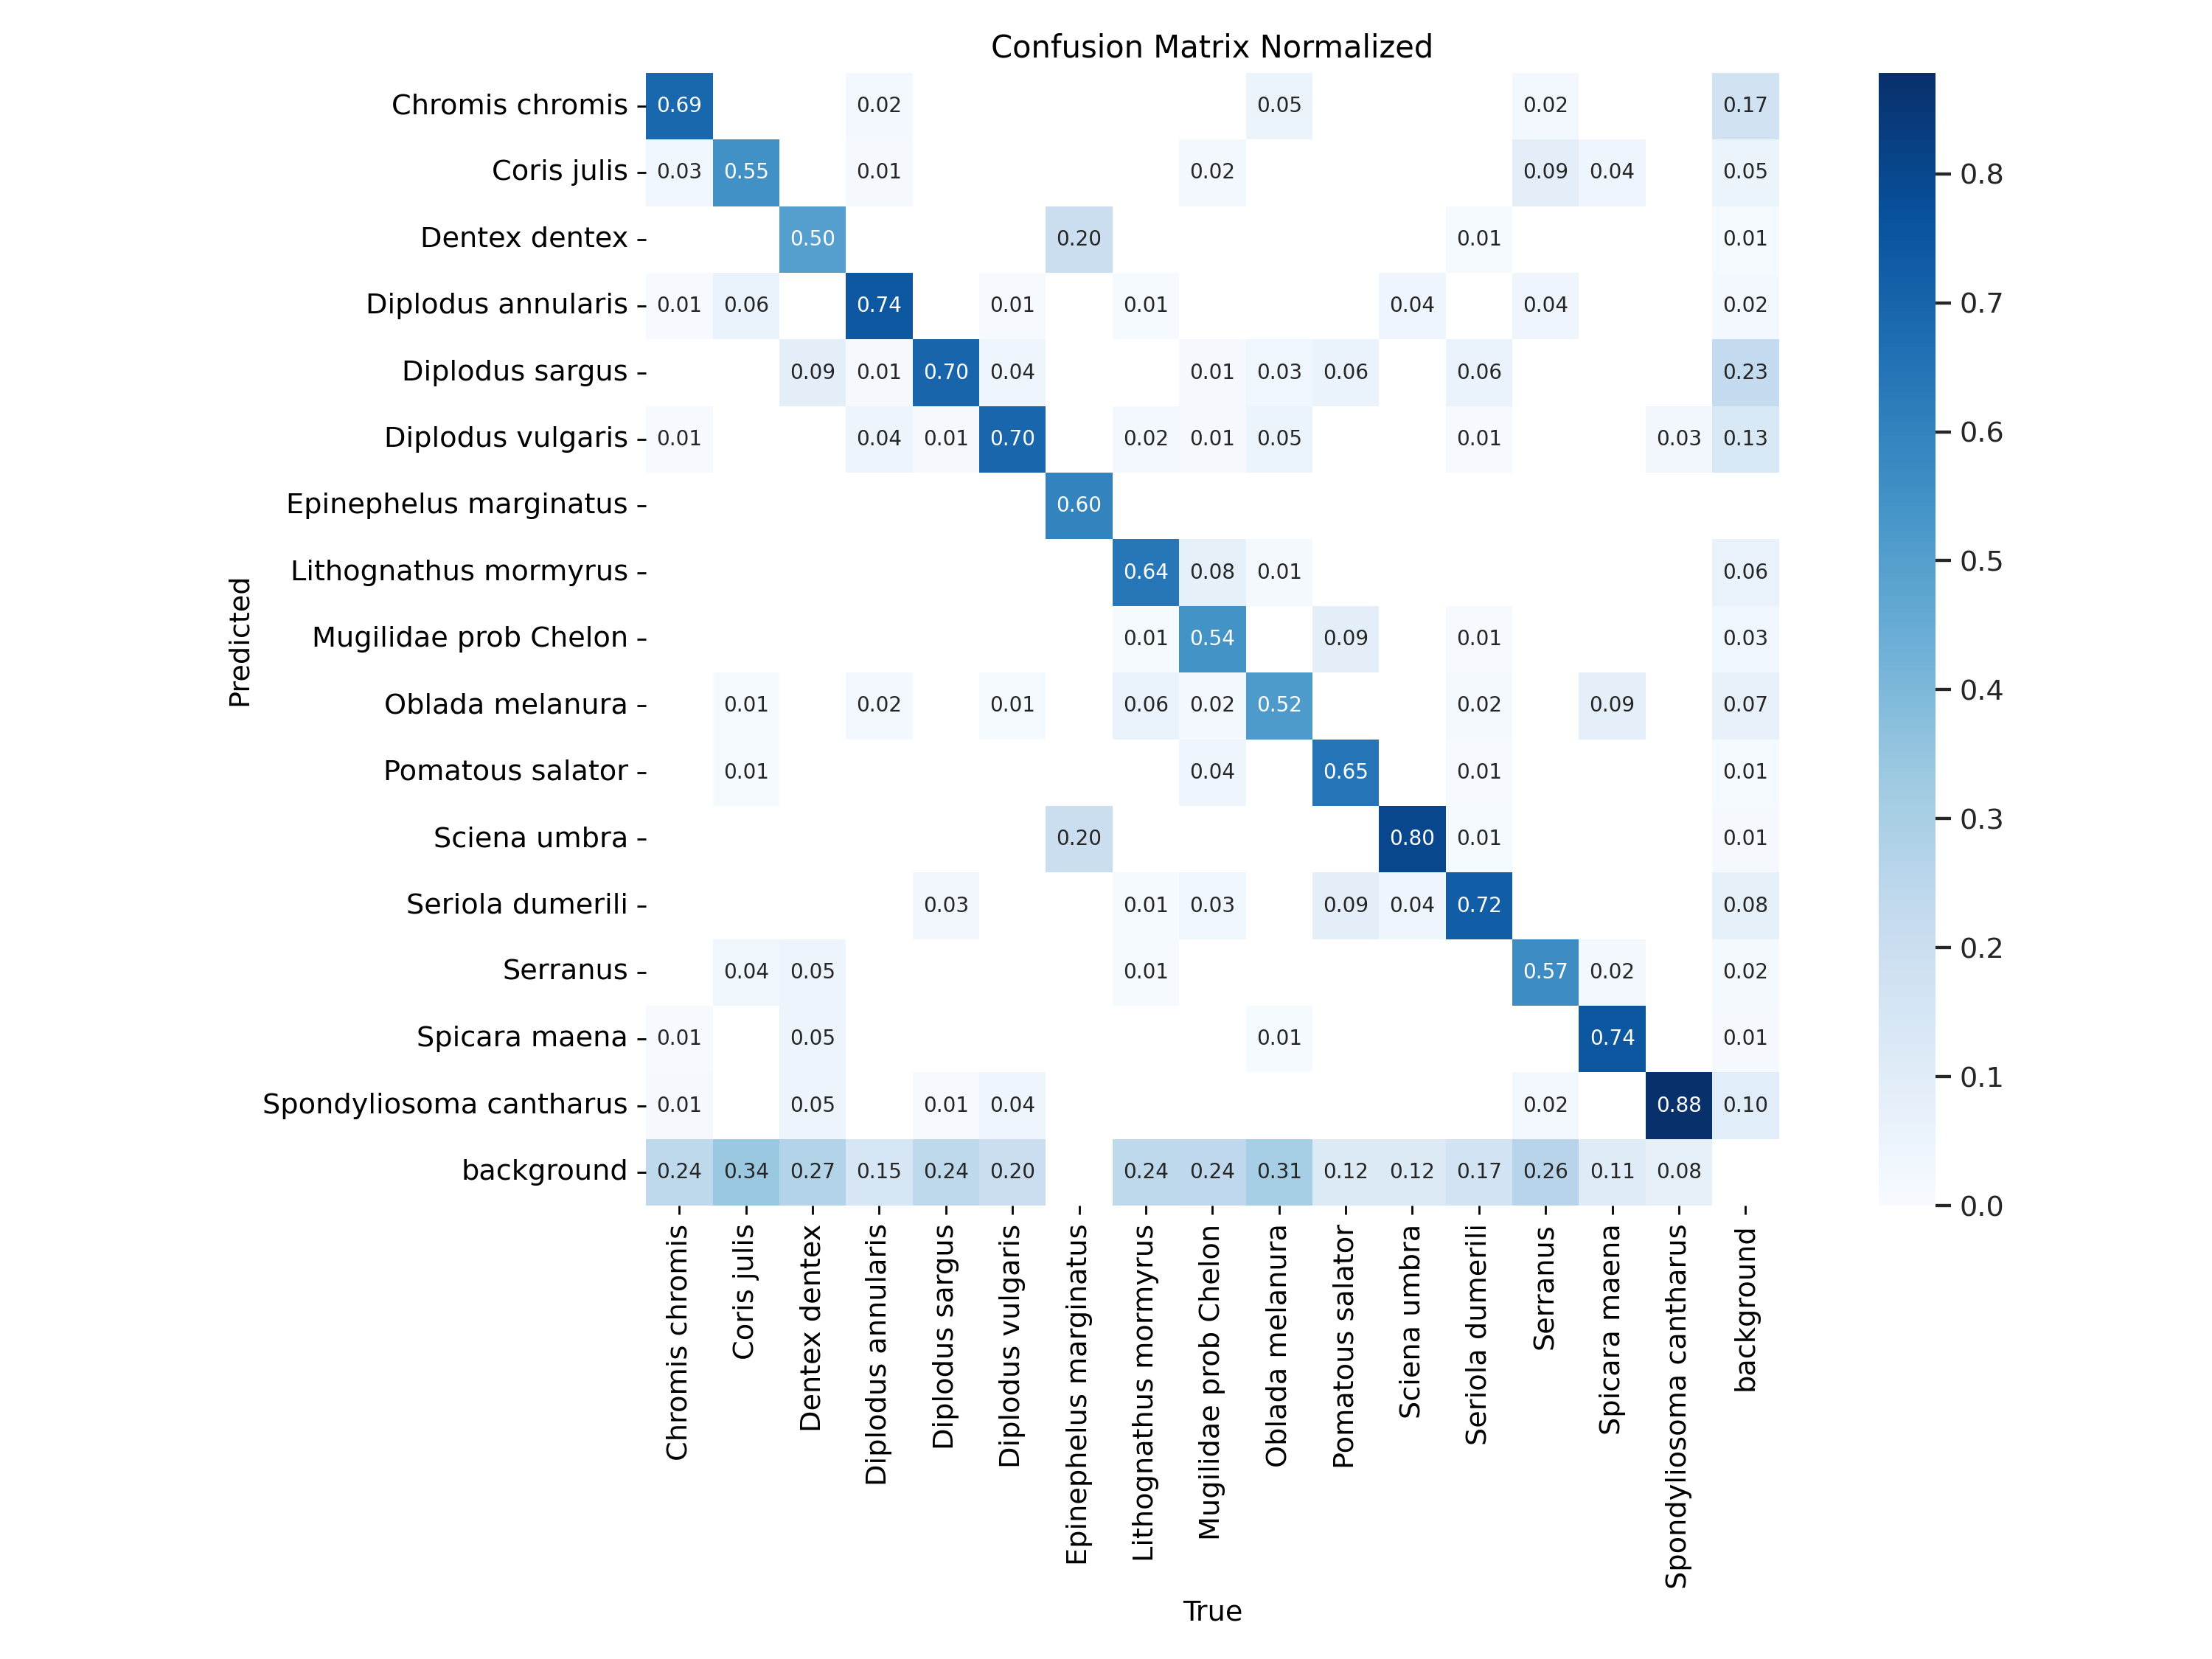 Confusion Matrix Normalized
Chromis chromis 0.69 0.02 0.05 0.02 0.17
Coris julis 0.03 0.55 0.01 0.02 0.09 0.04 0.05
Dentex dentex 0.50 0.20 0.01 0.01
Diplodus annularis 0.01 0.06 0.74 0.01 0.01 0.04 0.04 0.02
Diplodus sargus 0.09 0.01 0.70 0.04 0.01 0.03 0.06 0.06 0.23
Diplodus vulgaris 0.01 0.04 0.01 0.70 0.02 0.01 0.05 0.01 0.03 0.13
Epinephelus marginatus 0.60
Lithognathus mormyrus 0.64 0.08 0.01 0.06
Mugilidae prob Chelon 0.01 0.54 0.09 0.01 0.03
Oblada melanura 0.01 0.02 0.01 0.06 0.02 0.52 0.02 0.09 0.07
Pomatous salator 0.01 0.04 0.65 0.01 0.01
Sciena umbra 0.20 0.80 0.01 0.01
Seriola dumerili 0.03 0.01 0.03 0.09 0.04 0.72 0.08
Serranus 0.04 0.05 0.01 0.57 0.02 0.02
Spicara maena 0.01 0.05 0.01 0.74 0.01
Spondyliosoma cantharus 0.01 0.05 0.01 0.04 0.02 0.88 0.10
background 0.24 0.34 0.27 0.15 0.24 0.20 0.24 0.24 0.31 0.12 0.12 0.17 0.26 0.11 0.08
Predicted
Chromis chromis
Coris julis
Dentex dentex
Diplodus annularis
Diplodus sargus
Diplodus vulgaris
Epinephelus marginatus
Lithognathus mormyrus
Mugilidae prob Chelon
Oblada melanura
Pomatous salator
Sciena umbra
Seriola dumerili
Serranus
Spicara maena
Spondyliosoma cantharus
background
True
0.8
0.7
0.6
0.5
0.4
0.3
0.2
0.1
0.0